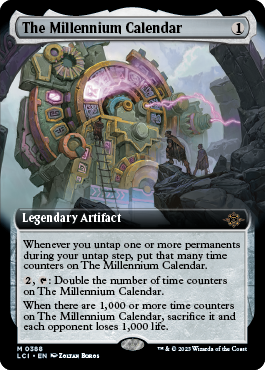 The Millennium Calendar 1
Legendary Artifact
Whenever you untap one or more permanents
during your untap step, put that many time
counters on The Millennium Calendar.
2, T: Double the number of time counters
on The Millennium Calendar.
When there are 1,000 or more time counters
on The Millennium Calendar, sacrifice it and
each opponent loses 1,000 life.
M 0388
LCI • EN Zoltan Boros
™ & © 2023 Wizards of the Coast